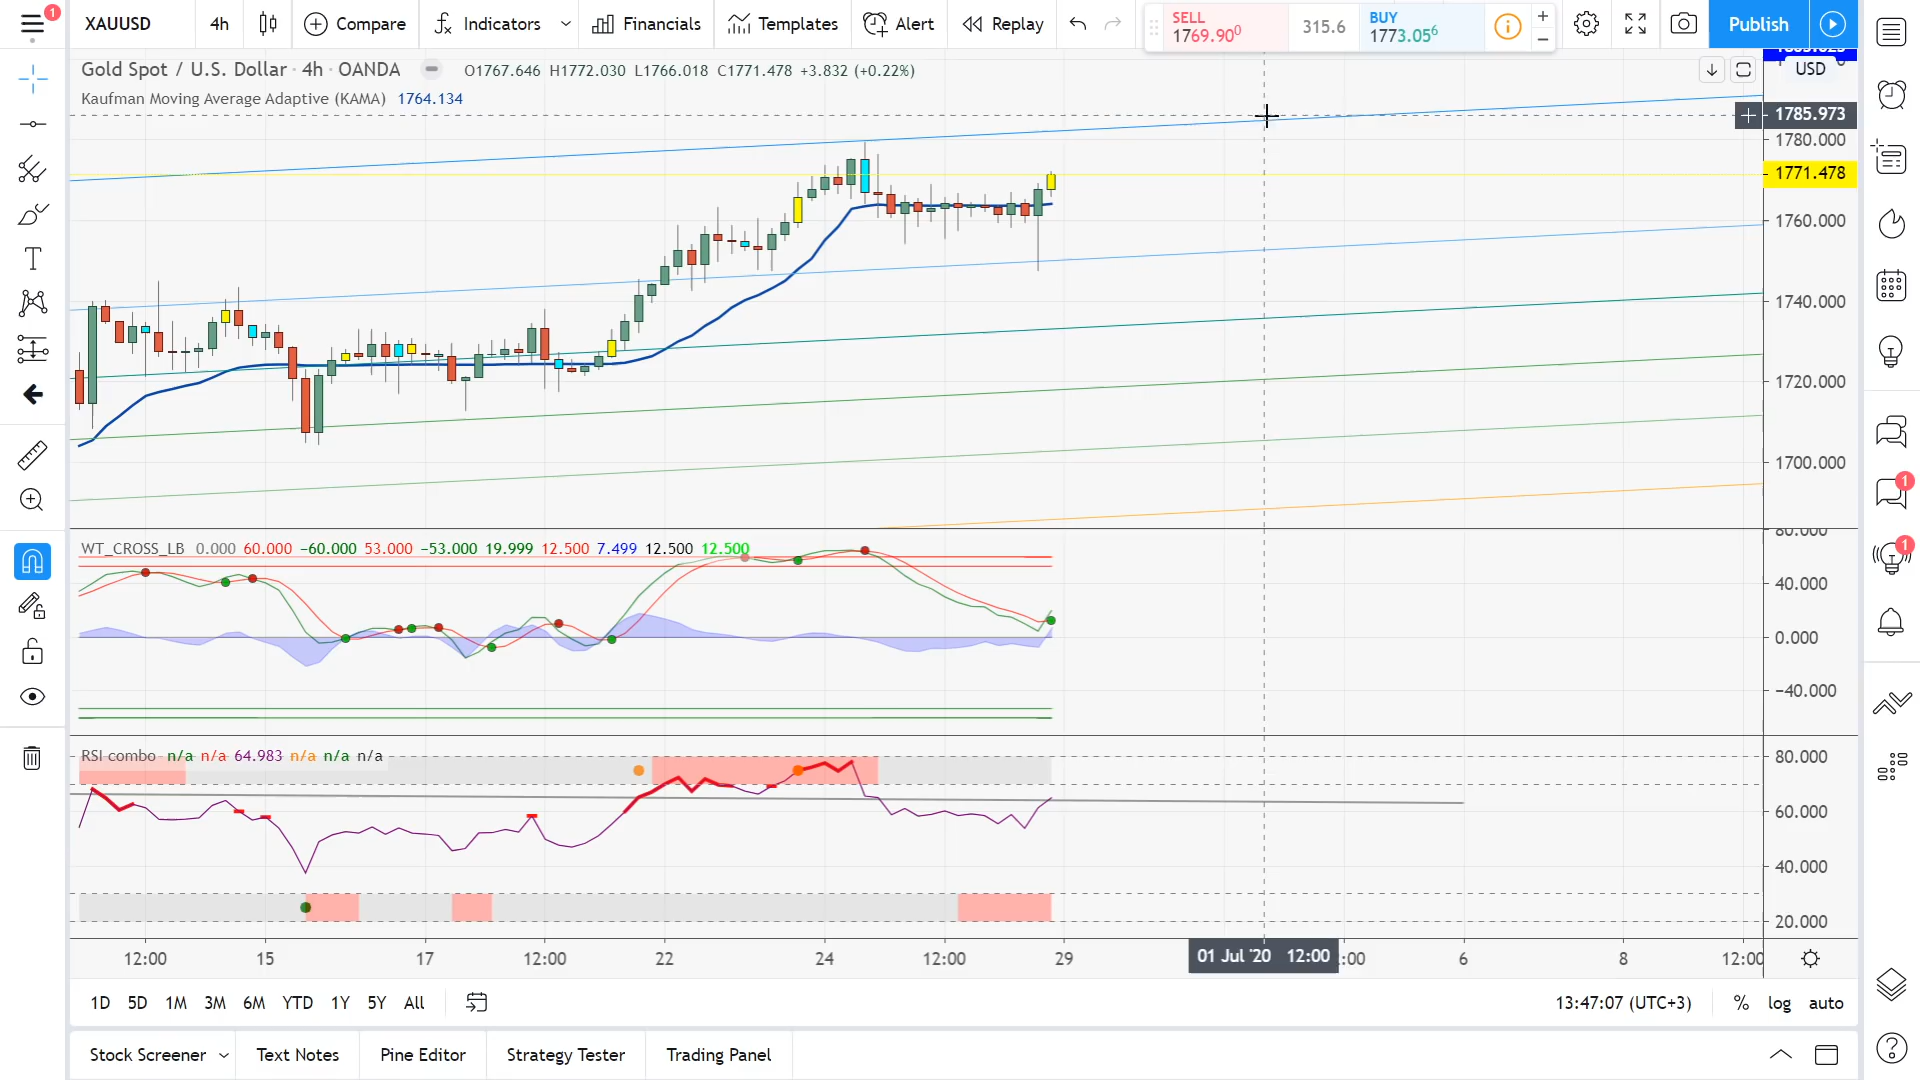 1
XAUUSD 4h Compare Indicators Financials Templates Alert Replay
SELL 1769.90⁰ 315.6 BUY 1773.05⁶
Publish
Gold Spot / U.S. Dollar · 4h · OANDA O1767.646 H1772.030 L1766.018 C1771.478 +3.832 (+0.22%)
USD
Kaufman Moving Average Adaptive (KAMA) 1764.134
1785.973
1780.000
1771.478
1760.000
1740.000
1720.000
1700.000
1
1
WT_CROSS_LB 0.000 60.000 −60.000 53.000 −53.000 19.999 12.500 7.499 12.500 12.500
40.000
0.000
−40.000
RSI combo n/a n/a 64.983 n/a n/a n/a
80.000
60.000
40.000
20.000
12:00 15 17 12:00 22 24 12:00 29 01 Jul '20 12:00 :00 6 8 12:00
1D 5D 1M 3M 6M YTD 1Y 5Y All
13:47:07 (UTC+3) % log auto
Stock Screener Text Notes Pine Editor Strategy Tester Trading Panel